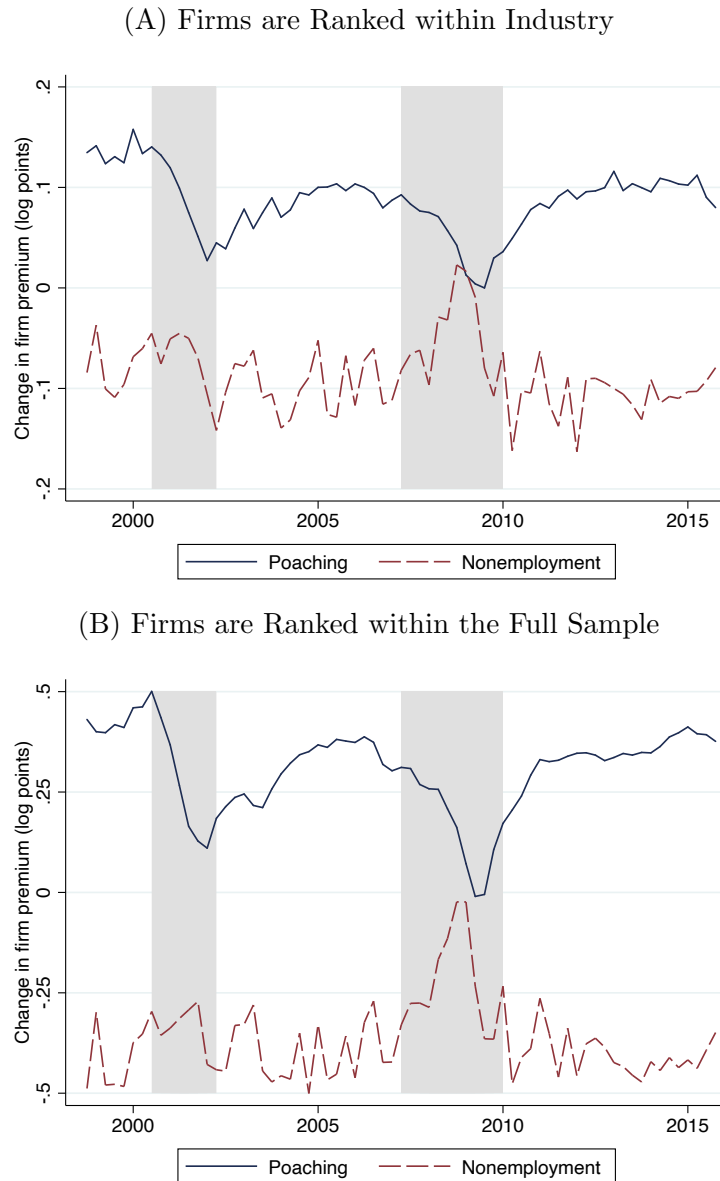 (A) Firms are Ranked within Industry
Change in firm premium (log points)
.2
.1
0
-.1
-.2
2000 2005 2010 2015
Poaching Nonemployment
(B) Firms are Ranked within the Full Sample
Change in firm premium (log points)
.5
.25
0
-.25
-.5
2000 2005 2010 2015
Poaching Nonemployment